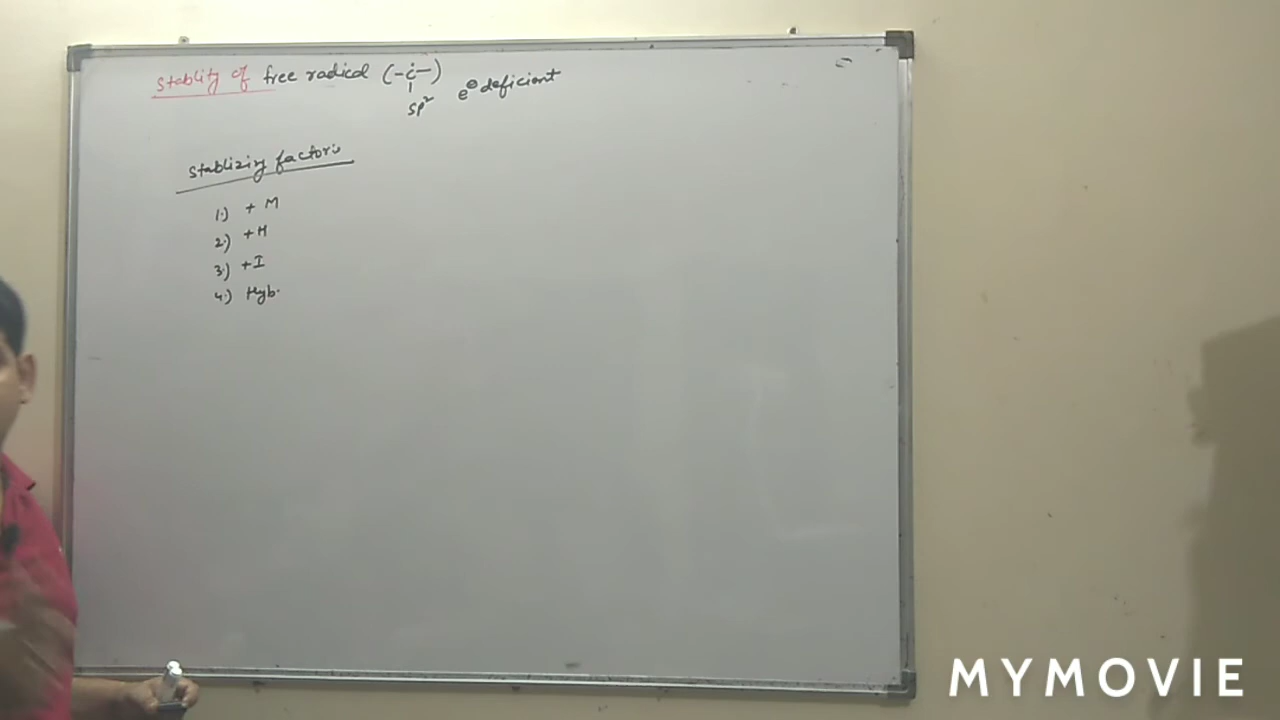 Stablity of free radical (-Ċ-) e⊖ deficient
sp²
Stablizing factors
1.) + M
2.) + H
3.) + I
4.) Hyb.
MYMOVIE